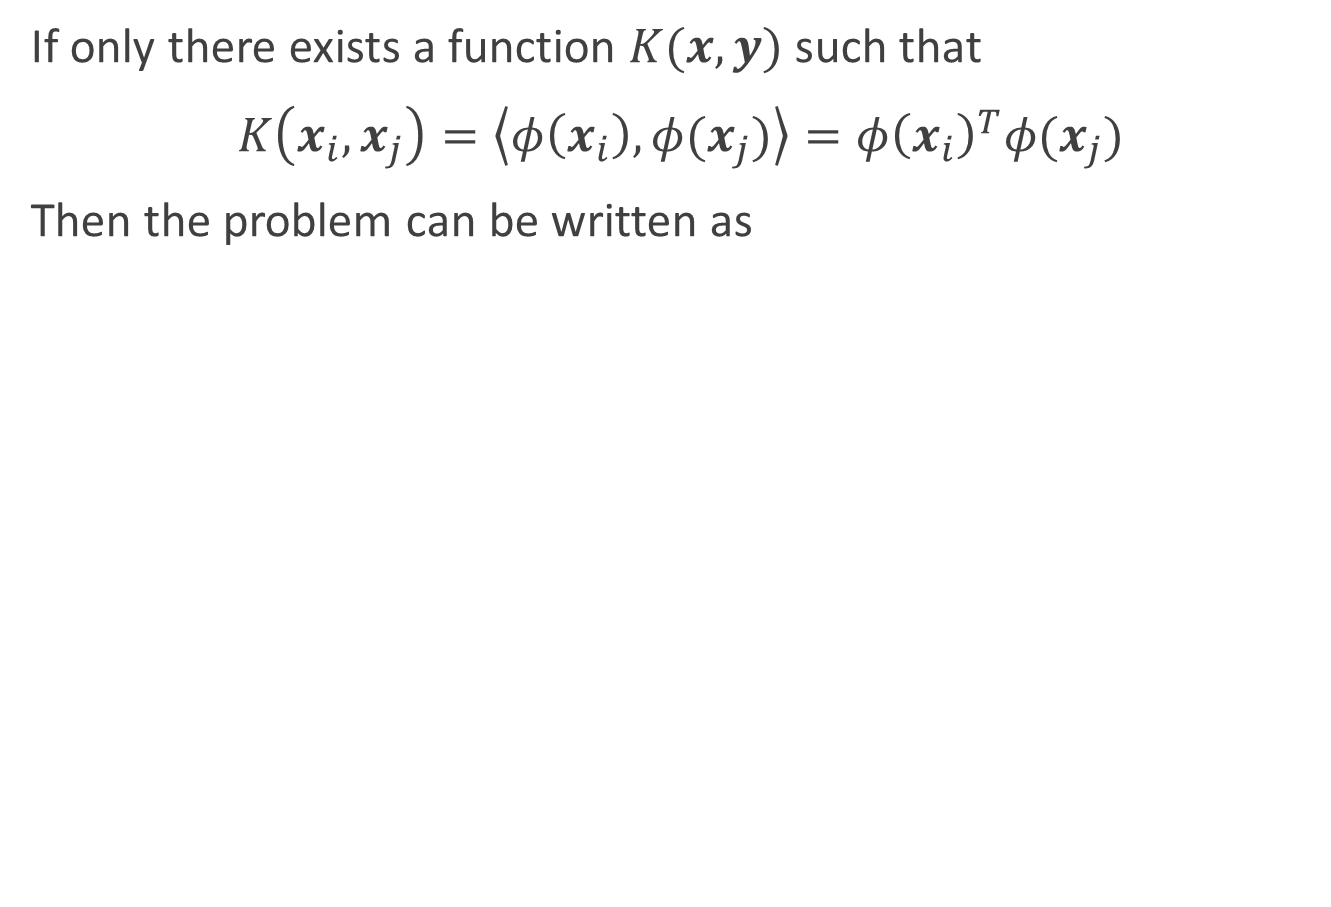 If only there exists a function K(𝒙, 𝒚) such that
K(𝒙ᵢ, 𝒙ⱼ) = ⟨ϕ(𝒙ᵢ), ϕ(𝒙ⱼ)⟩ = ϕ(𝒙ᵢ)ᵀϕ(𝒙ⱼ)
Then the problem can be written as